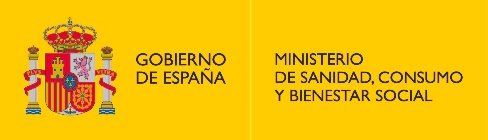 GOBIERNO
DE ESPAÑA
MINISTERIO
DE SANIDAD, CONSUMO
Y BIENESTAR SOCIAL